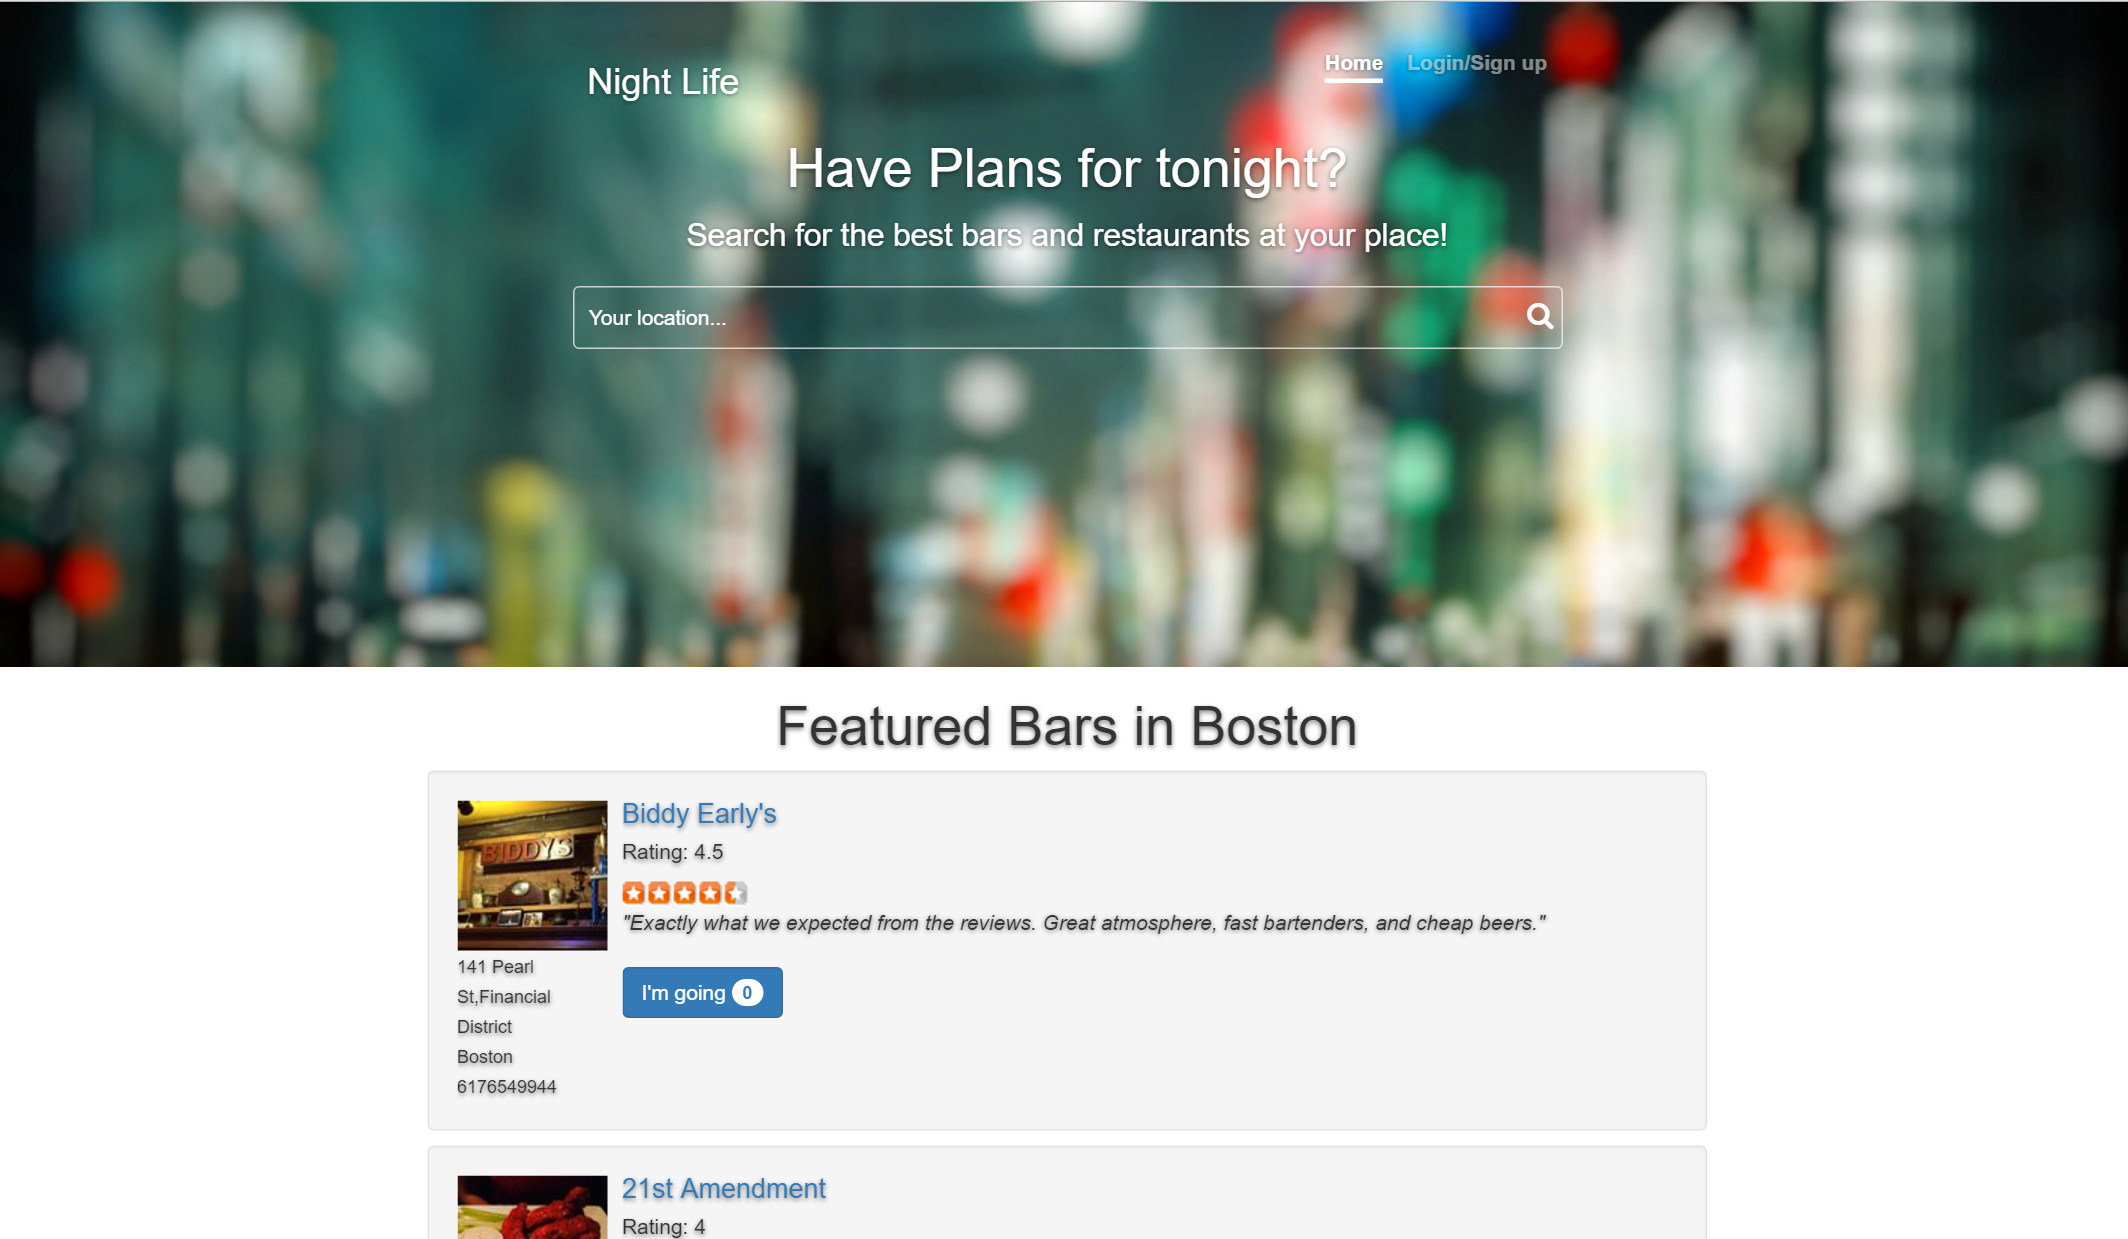 Night Life
Home Login/Sign up
Have Plans for tonight?
Search for the best bars and restaurants at your place!
Your location...
Featured Bars in Boston
BIDDY'S
Biddy Early's
Rating: 4.5
"Exactly what we expected from the reviews. Great atmosphere, fast bartenders, and cheap beers."
I'm going 0
141 Pearl
St,Financial
District
Boston
6176549944
21st Amendment
Rating: 4